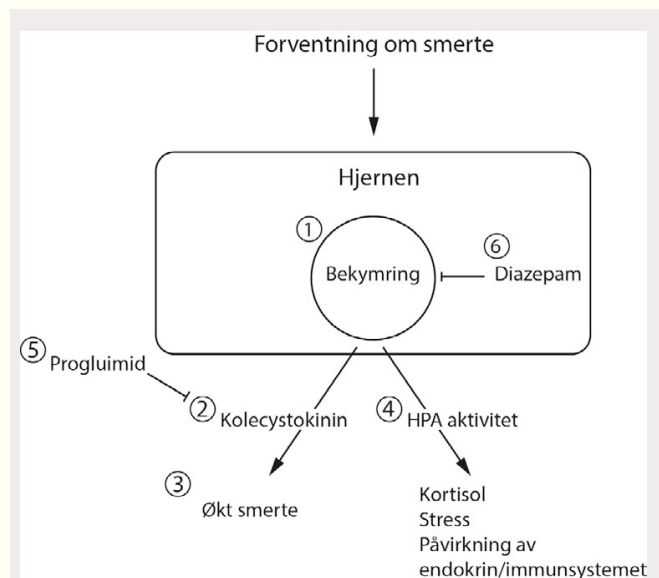 Forventning om smerte
Hjernen
①
Bekymring
⑥
Diazepam
⑤
Progluimid
②
Kolecystokinin
④
HPA aktivitet
③
Økt smerte
Kortisol
Stress
Påvirkning av
endokrin/immunsystemet